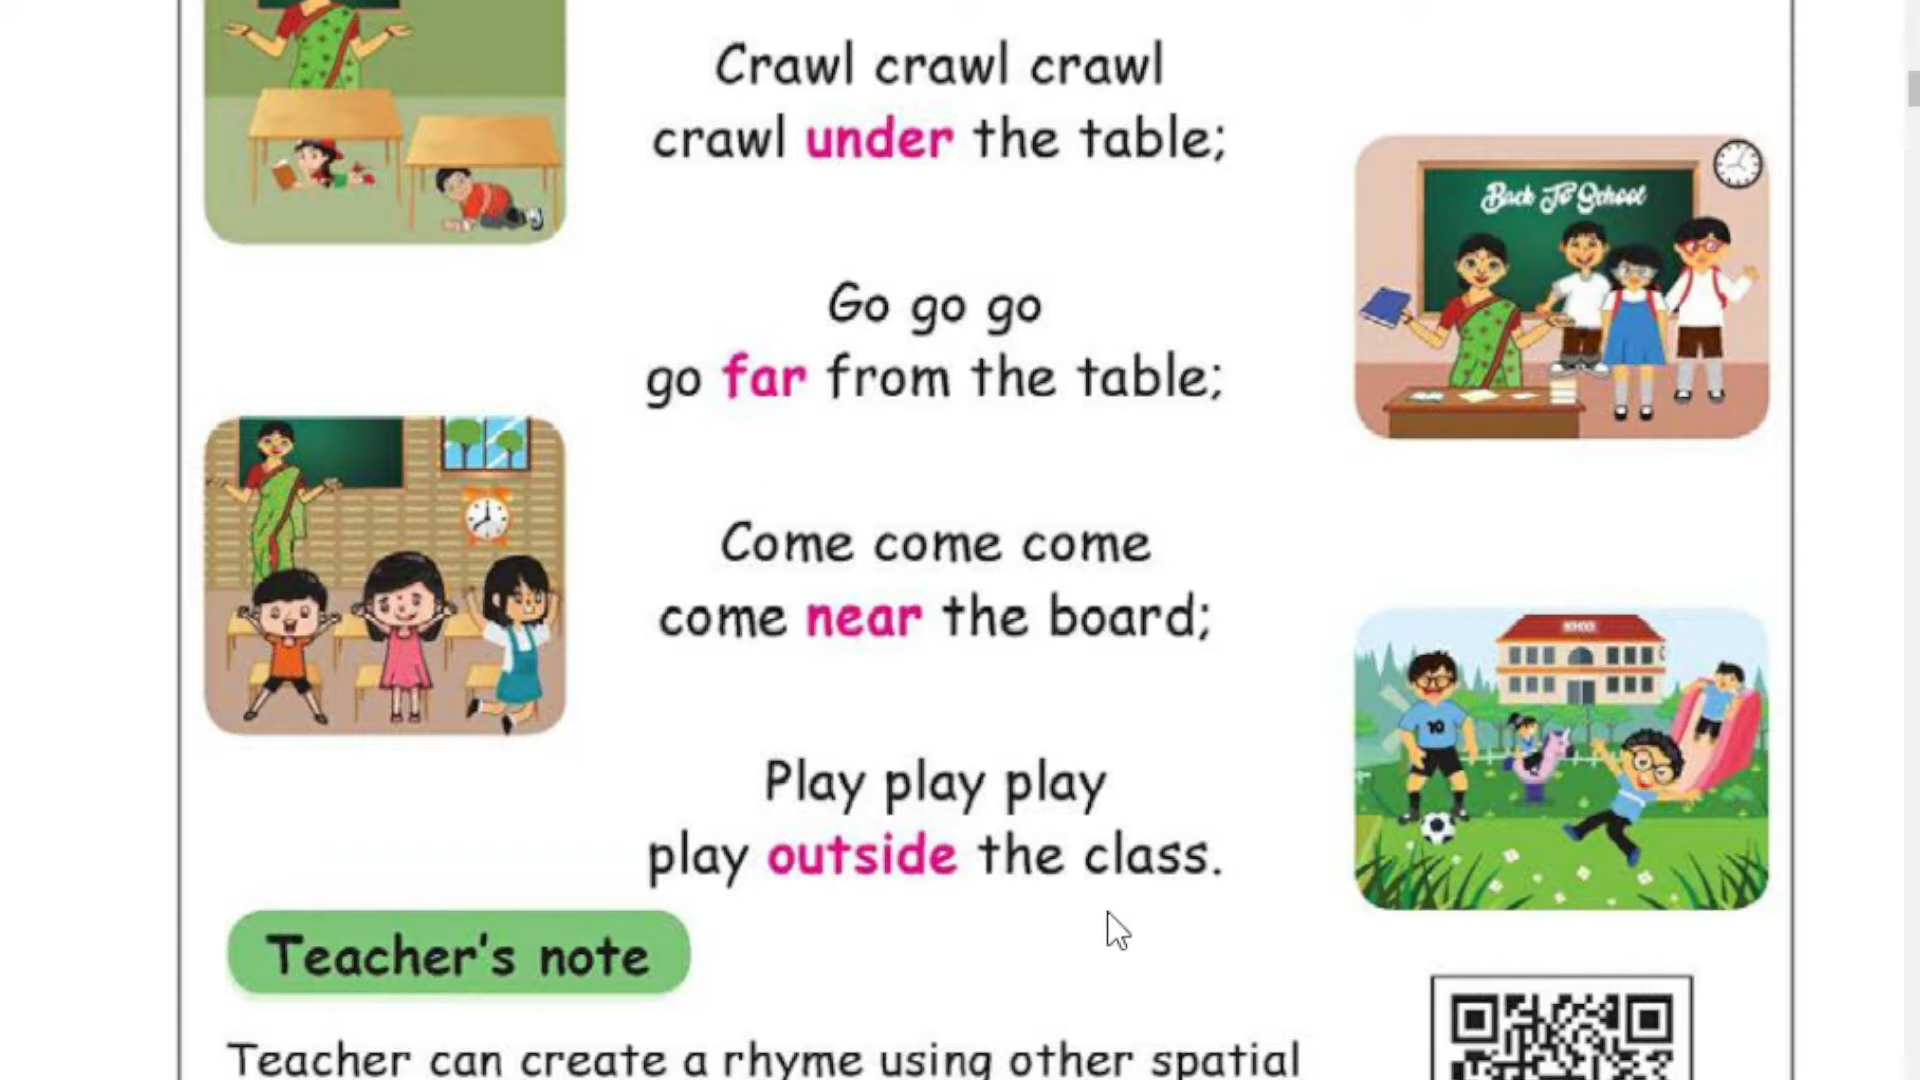 Crawl crawl crawl
crawl under the table;
Back To School
Go go go
go far from the table;
Come come come
come near the board;
SCHOOL
10
Play play play
play outside the class.
Teacher's note
Teacher can create a rhyme using other spatial